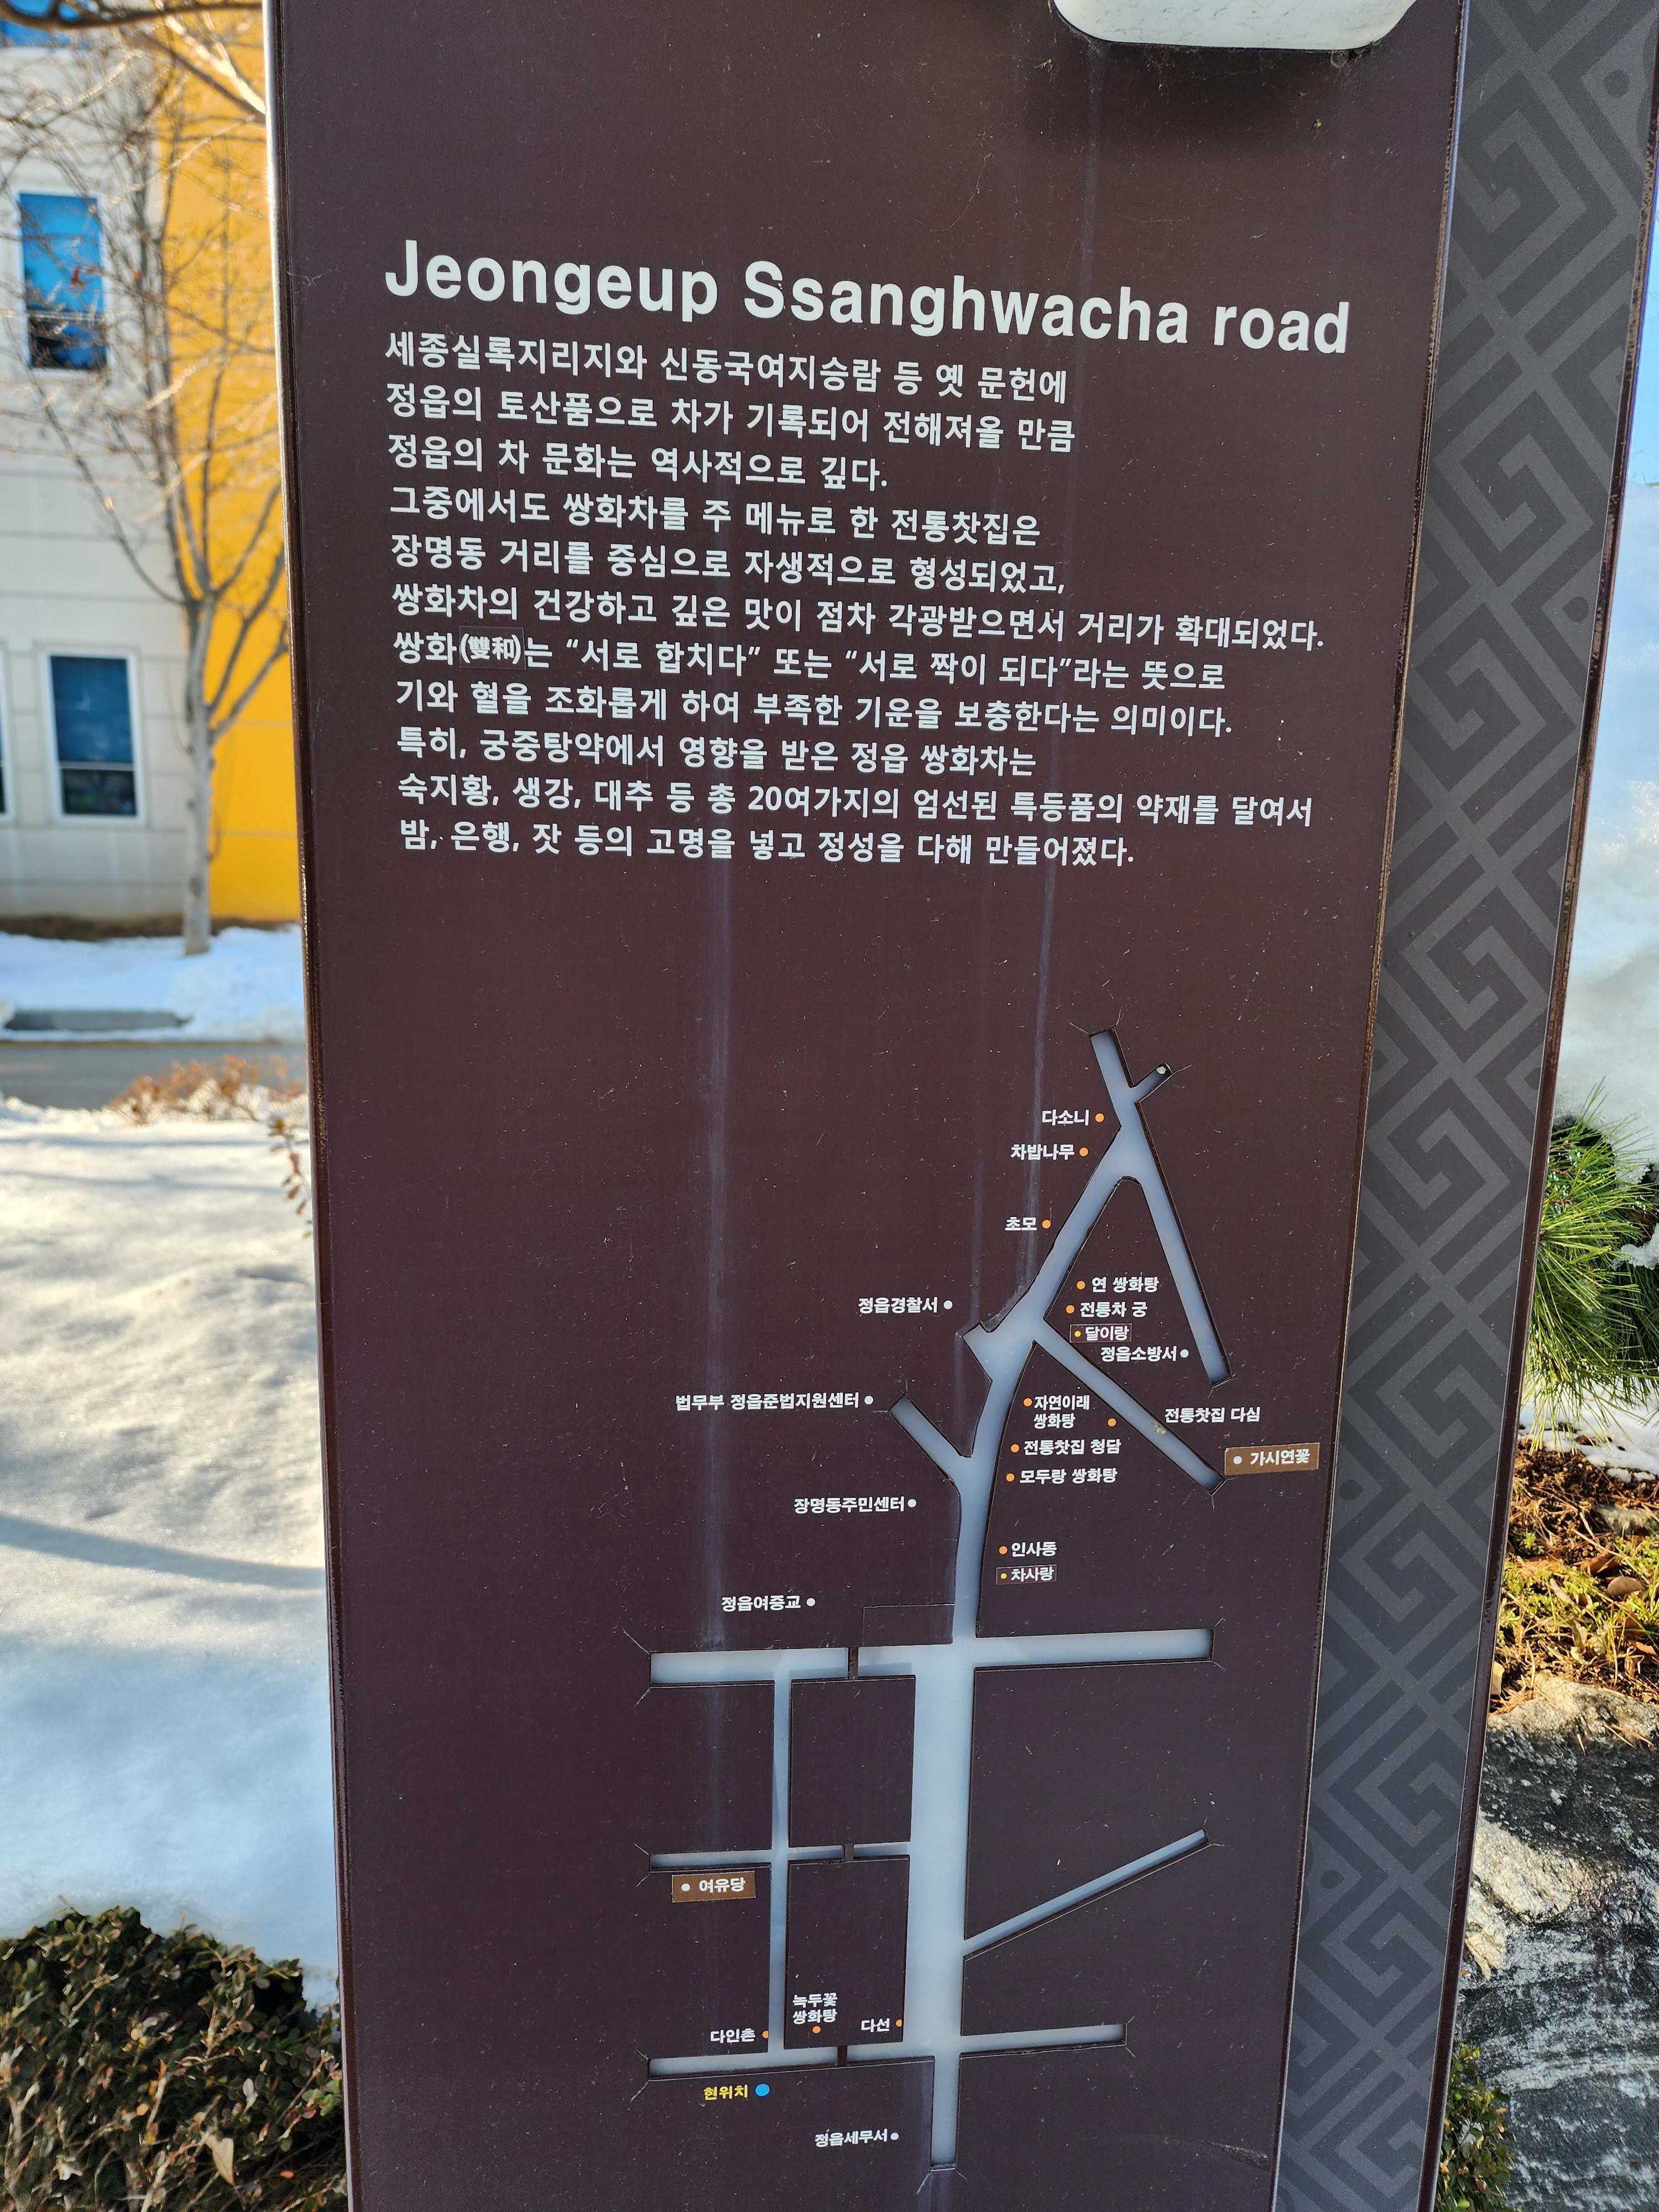 Jeongeup Ssanghwacha road
세종실록지리지와 신동국여지승람 등 옛 문헌에
정읍의 토산품으로 차가 기록되어 전해져올 만큼
정읍의 차 문화는 역사적으로 깊다.
그중에서도 쌍화차를 주 메뉴로 한 전통찻집은
장명동 거리를 중심으로 자생적으로 형성되었고,
쌍화차의 건강하고 깊은 맛이 점차 각광받으면서 거리가 확대되었다.
쌍화(雙和)는 “서로 합치다” 또는 “서로 짝이 되다”라는 뜻으로
기와 혈을 조화롭게 하여 부족한 기운을 보충한다는 의미이다.
특히, 궁중탕약에서 영향을 받은 정읍 쌍화차는
숙지황, 생강, 대추 등 총 20여가지의 엄선된 특등품의 약재를 달여서
밤, 은행, 잣 등의 고명을 넣고 정성을 다해 만들어졌다.
다소니
차밥나무
초모
연 쌍화탕
정읍경찰서
전통차 궁
달이랑
정읍소방서
법무부 정읍준법지원센터
자연이래
쌍화탕
전통찻집 다심
전통찻집 청담
가시연꽃
모두랑 쌍화탕
장명동주민센터
인사동
차사랑
정읍여중교
여유당
녹두꽃
쌍화탕
다선
다인촌
현위치
정읍세무서